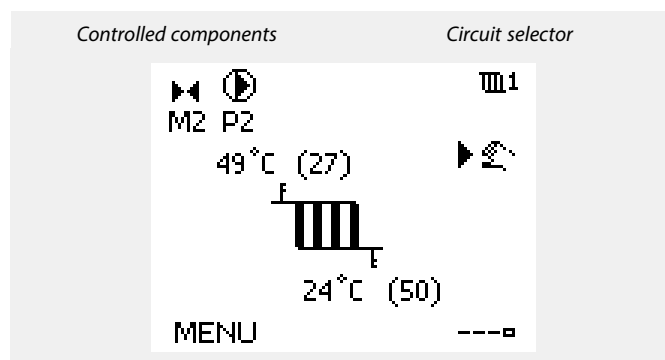 Controlled components Circuit selector
1
M2 P2
49°C (27)
24°C (50)
MENU